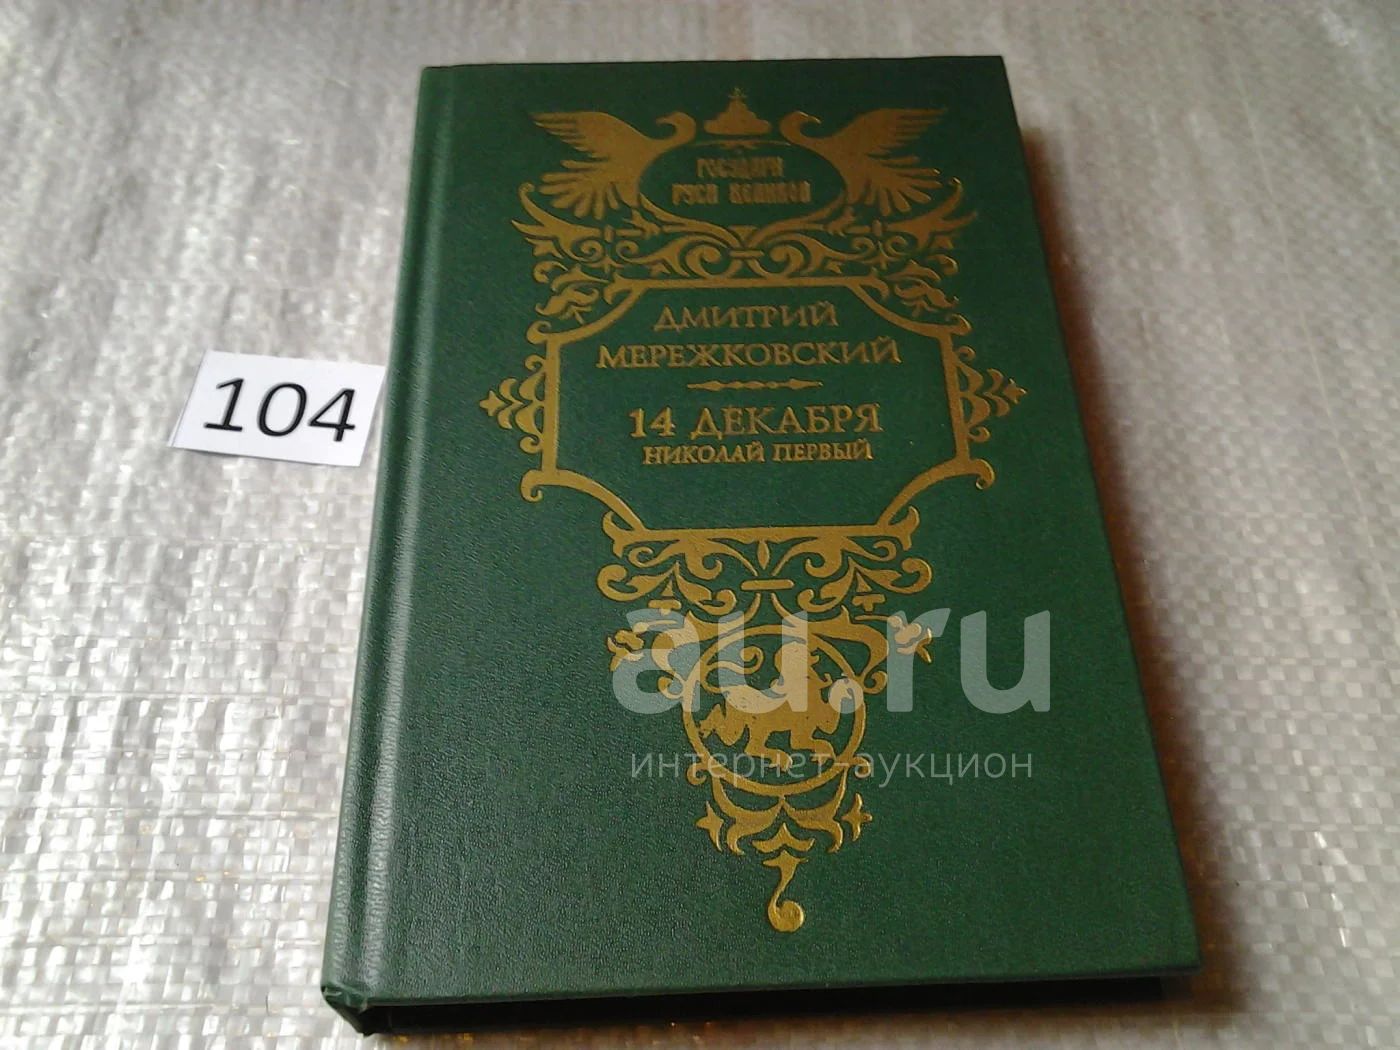 ГОСУДАРИ
РУСИ ВЕЛИКОЙ
ДМИТРИЙ
МЕРЕЖКОВСКИЙ
14 ДЕКАБРЯ
НИКОЛАЙ ПЕРВЫЙ
104
au.ru
интернет-аукцион